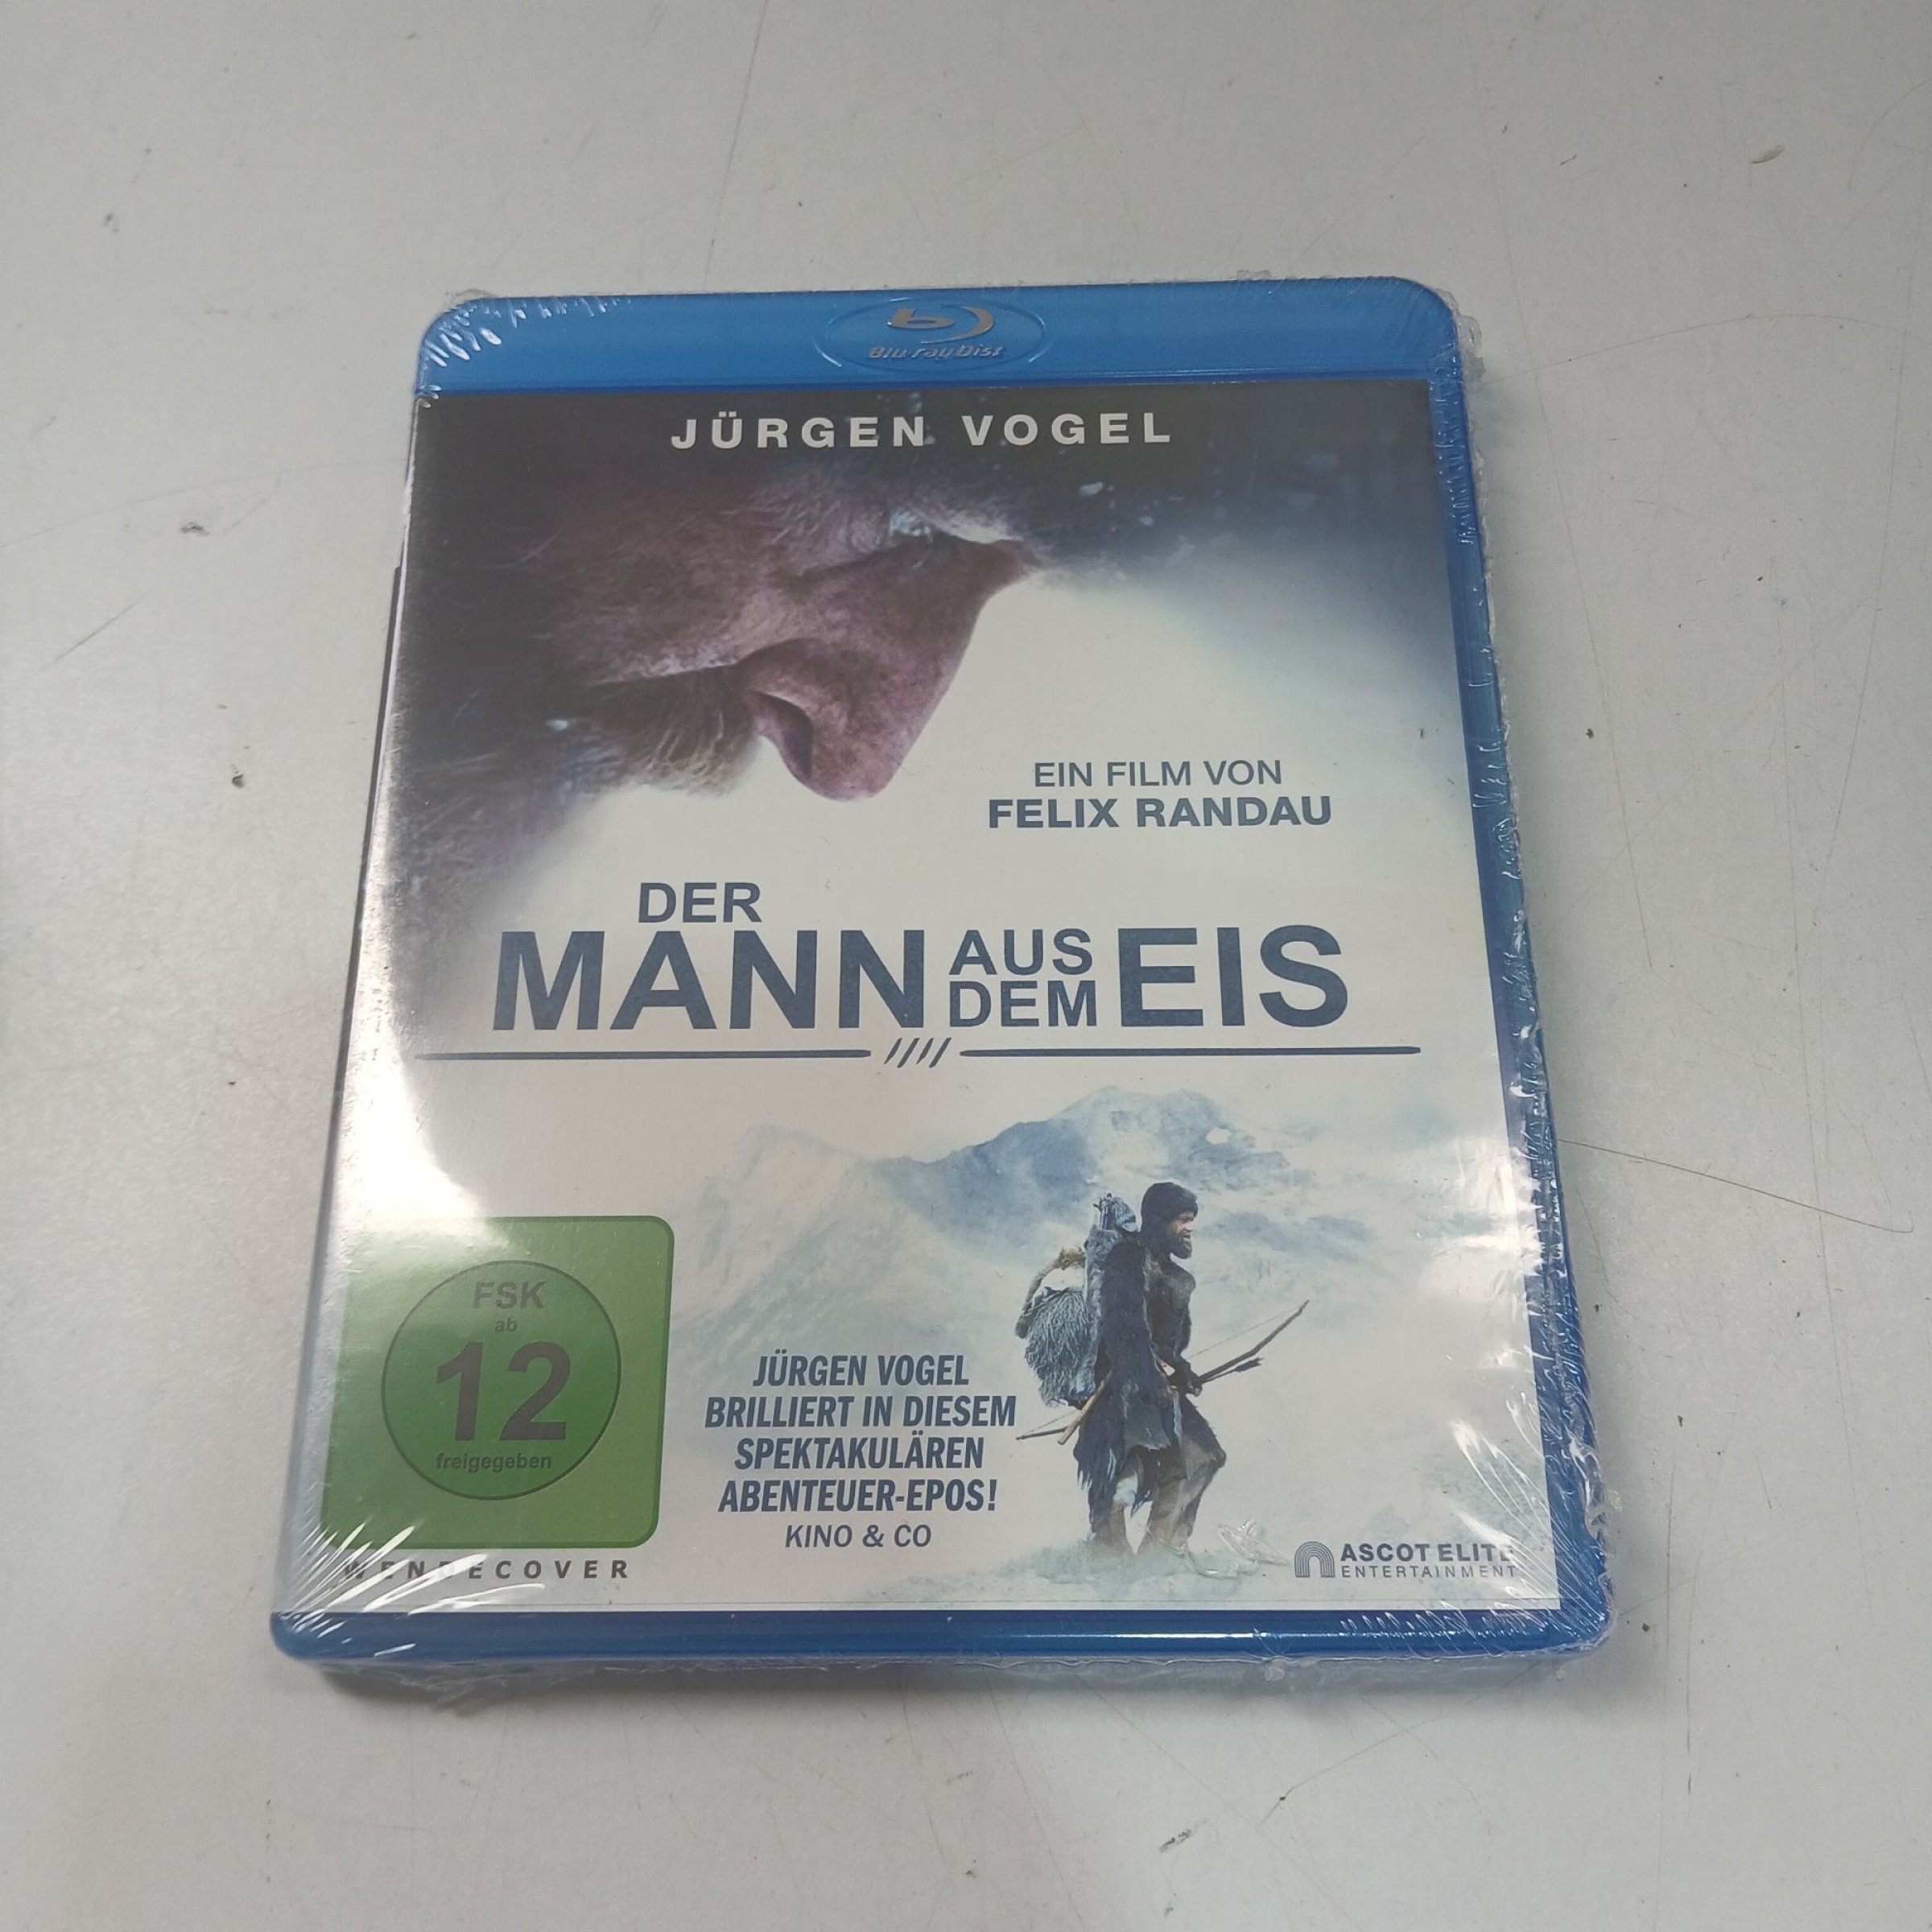 Blu-ray Disc
JÜRGEN VOGEL
EIN FILM VON
FELIX RANDAU
DER
MANN AUS DEM EIS
FSK
ab
12
freigegeben
JÜRGEN VOGEL
BRILLIERT IN DIESEM
SPEKTAKULÄREN
ABENTEUER-EPOS!
KINO & CO
WENDECOVER
ASCOT ELITE
ENTERTAINMENT